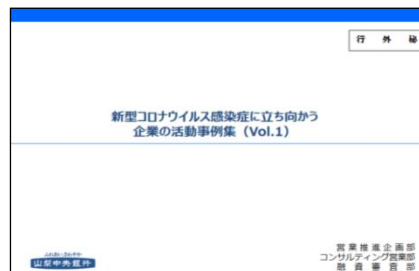 行外秘
新型コロナウイルス感染症に立ち向かう
企業の活動事例集（Vol.1）
山梨中央銀行
営業推進企画部
コンサルティング営業部
融資審査部